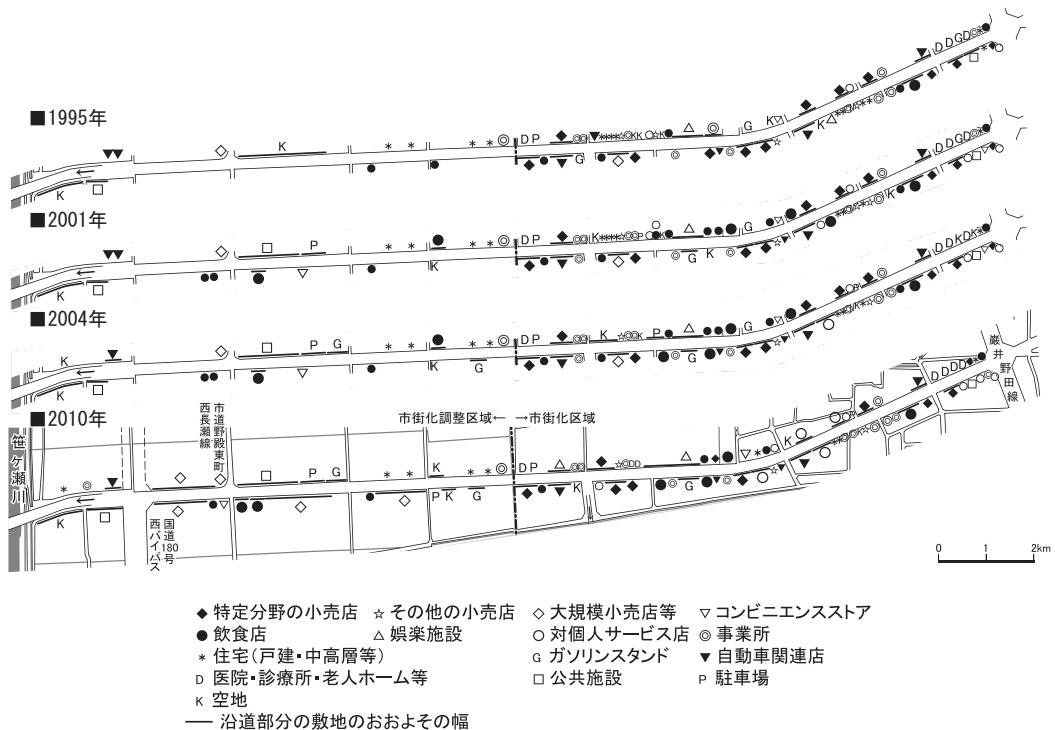 ■1995年
■2001年
■2004年
■2010年
市街化調整区域← →市街化区域
笹ヶ瀬川
市道野殿東町
西長瀬線
国道180号
西バイパス
巌井野田線
0 1 2km
◆ 特定分野の小売店 ☆ その他の小売店 ◇ 大規模小売店等 ▽ コンビニエンスストア
● 飲食店 △ 娯楽施設 ○ 対個人サービス店 ◎ 事業所
* 住宅(戸建・中高層等) G ガソリンスタンド ▼ 自動車関連店
D 医院・診療所・老人ホーム等 □ 公共施設 P 駐車場
K 空地
── 沿道部分の敷地のおおよその幅